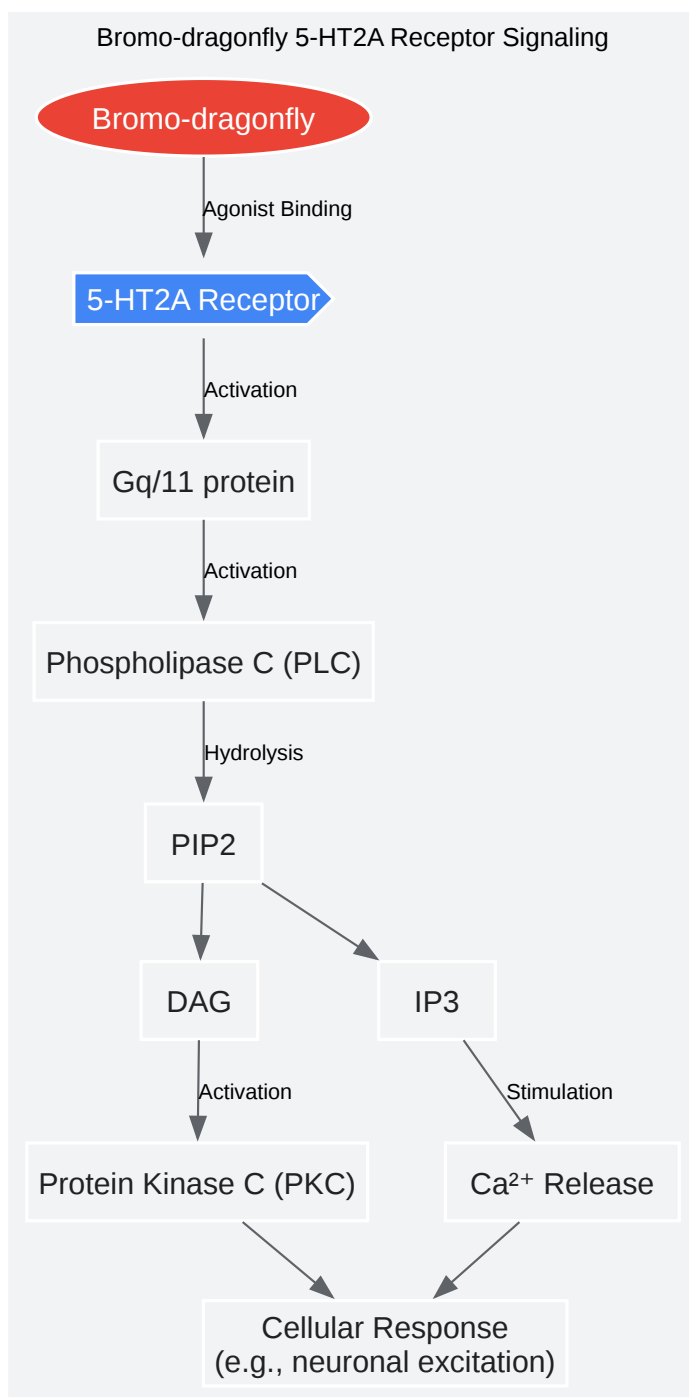 Bromo-dragonfly 5-HT2A Receptor Signaling
Bromo-dragonfly
Agonist Binding
5-HT2A Receptor
Activation
Gq/11 protein
Activation
Phospholipase C (PLC)
Hydrolysis
PIP2
DAG
IP3
Activation
Stimulation
Protein Kinase C (PKC)
Ca²⁺ Release
Cellular Response
(e.g., neuronal excitation)